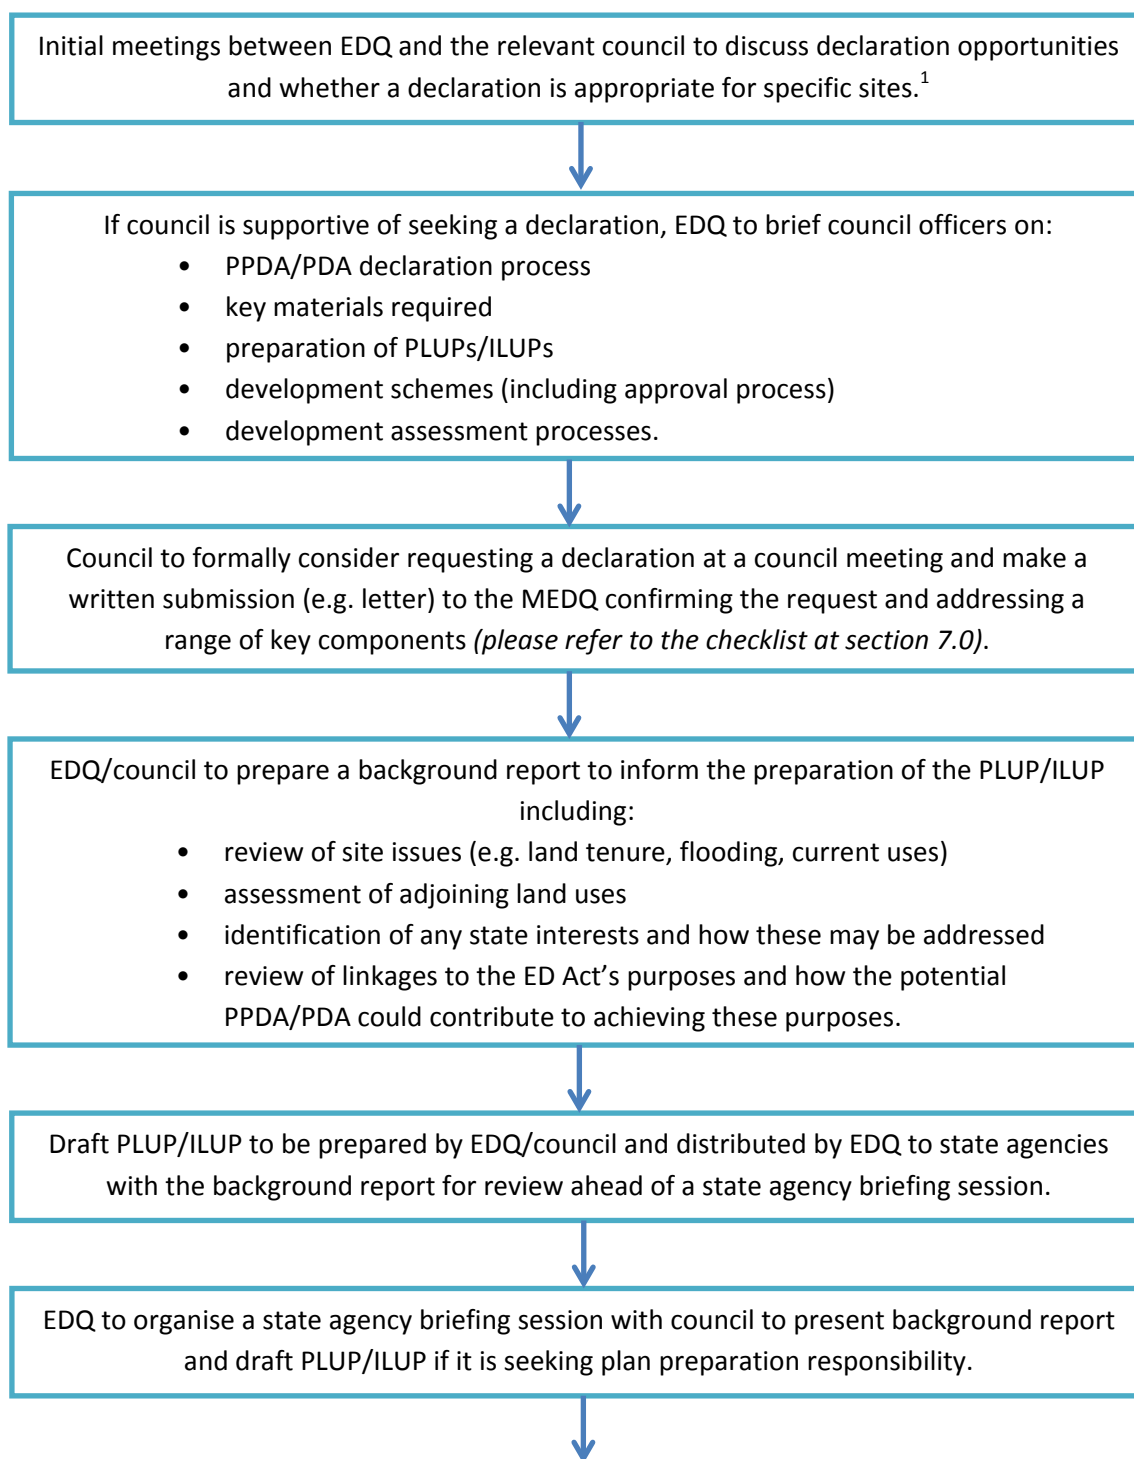 Initial meetings between EDQ and the relevant council to discuss declaration opportunities
and whether a declaration is appropriate for specific sites.1
If council is supportive of seeking a declaration, EDQ to brief council officers on:
• PPDA/PDA declaration process
• key materials required
• preparation of PLUPs/ILUPs
• development schemes (including approval process)
• development assessment processes.
Council to formally consider requesting a declaration at a council meeting and make a
written submission (e.g. letter) to the MEDQ confirming the request and addressing a
range of key components (please refer to the checklist at section 7.0).
EDQ/council to prepare a background report to inform the preparation of the PLUP/ILUP
including:
• review of site issues (e.g. land tenure, flooding, current uses)
• assessment of adjoining land uses
• identification of any state interests and how these may be addressed
• review of linkages to the ED Act’s purposes and how the potential
PPDA/PDA could contribute to achieving these purposes.
Draft PLUP/ILUP to be prepared by EDQ/council and distributed by EDQ to state agencies
with the background report for review ahead of a state agency briefing session.
EDQ to organise a state agency briefing session with council to present background report
and draft PLUP/ILUP if it is seeking plan preparation responsibility.